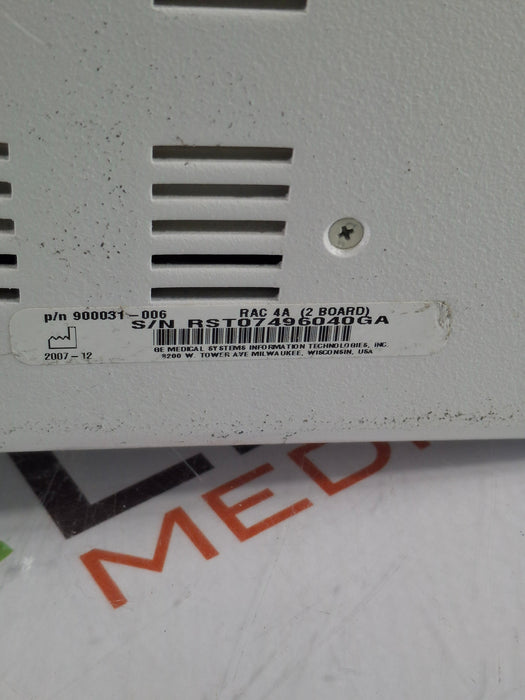 p/n 900031-006 RAC 4A (2 BOARD)
S/N RST07496040GA
2007-12
GE MEDICAL SYSTEMS INFORMATION TECHNOLOGIES, INC.
8200 W. TOWER AVE MILWAUKEE, WISCONSIN, USA
MEDI